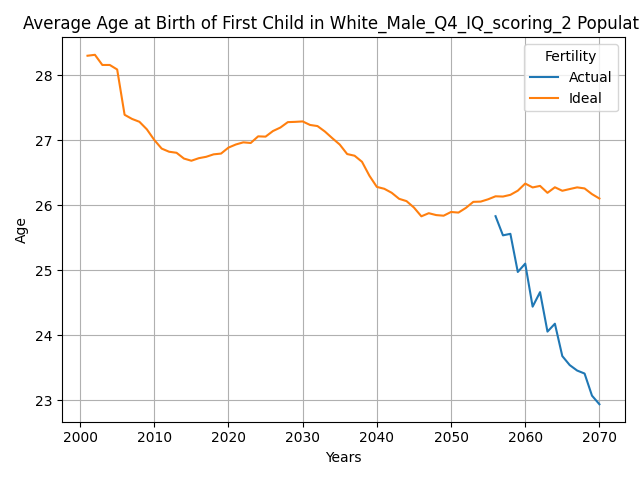 Average Age at Birth of First Child in White_Male_Q4_IQ_scoring_2 Populat
Fertility
Actual
Ideal
28
27
26
25
24
23
Age
2000 2010 2020 2030 2040 2050 2060 2070
Years